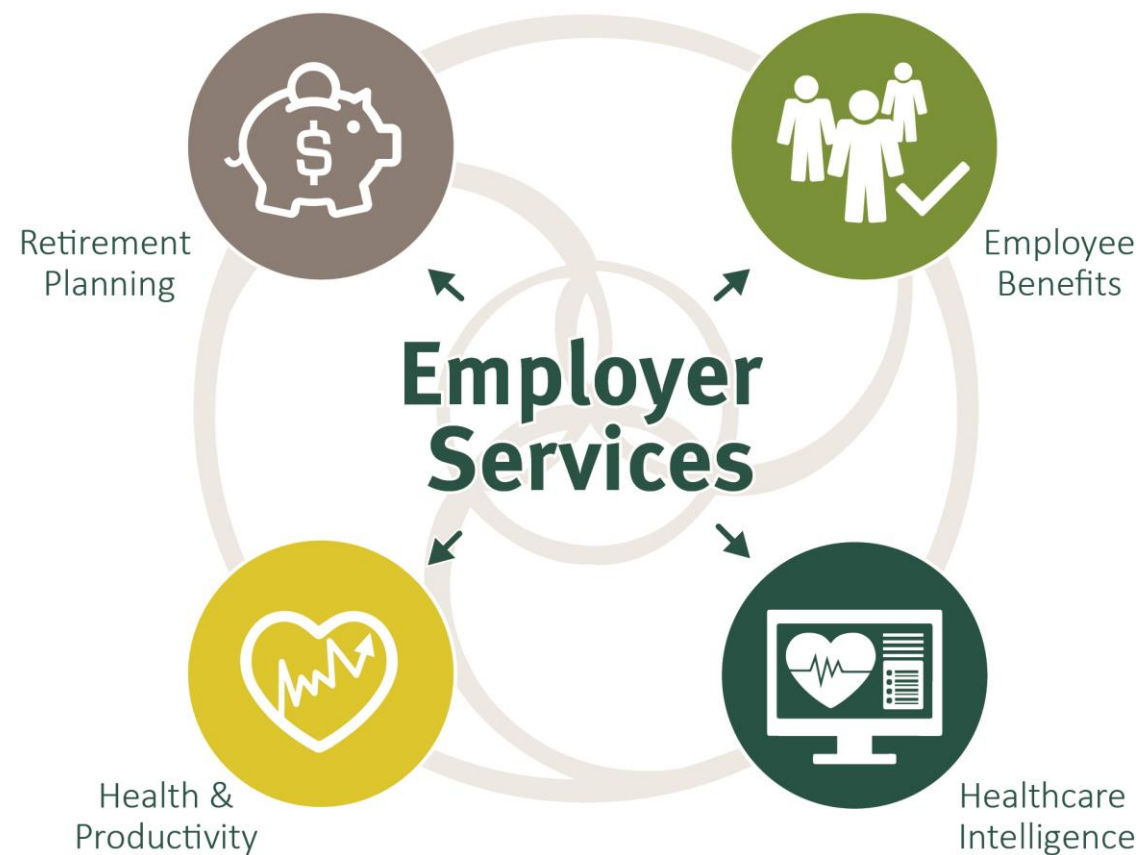 Retirement
Planning
Employee
Benefits
Employer
Services
Health &
Productivity
Healthcare
Intelligence
$